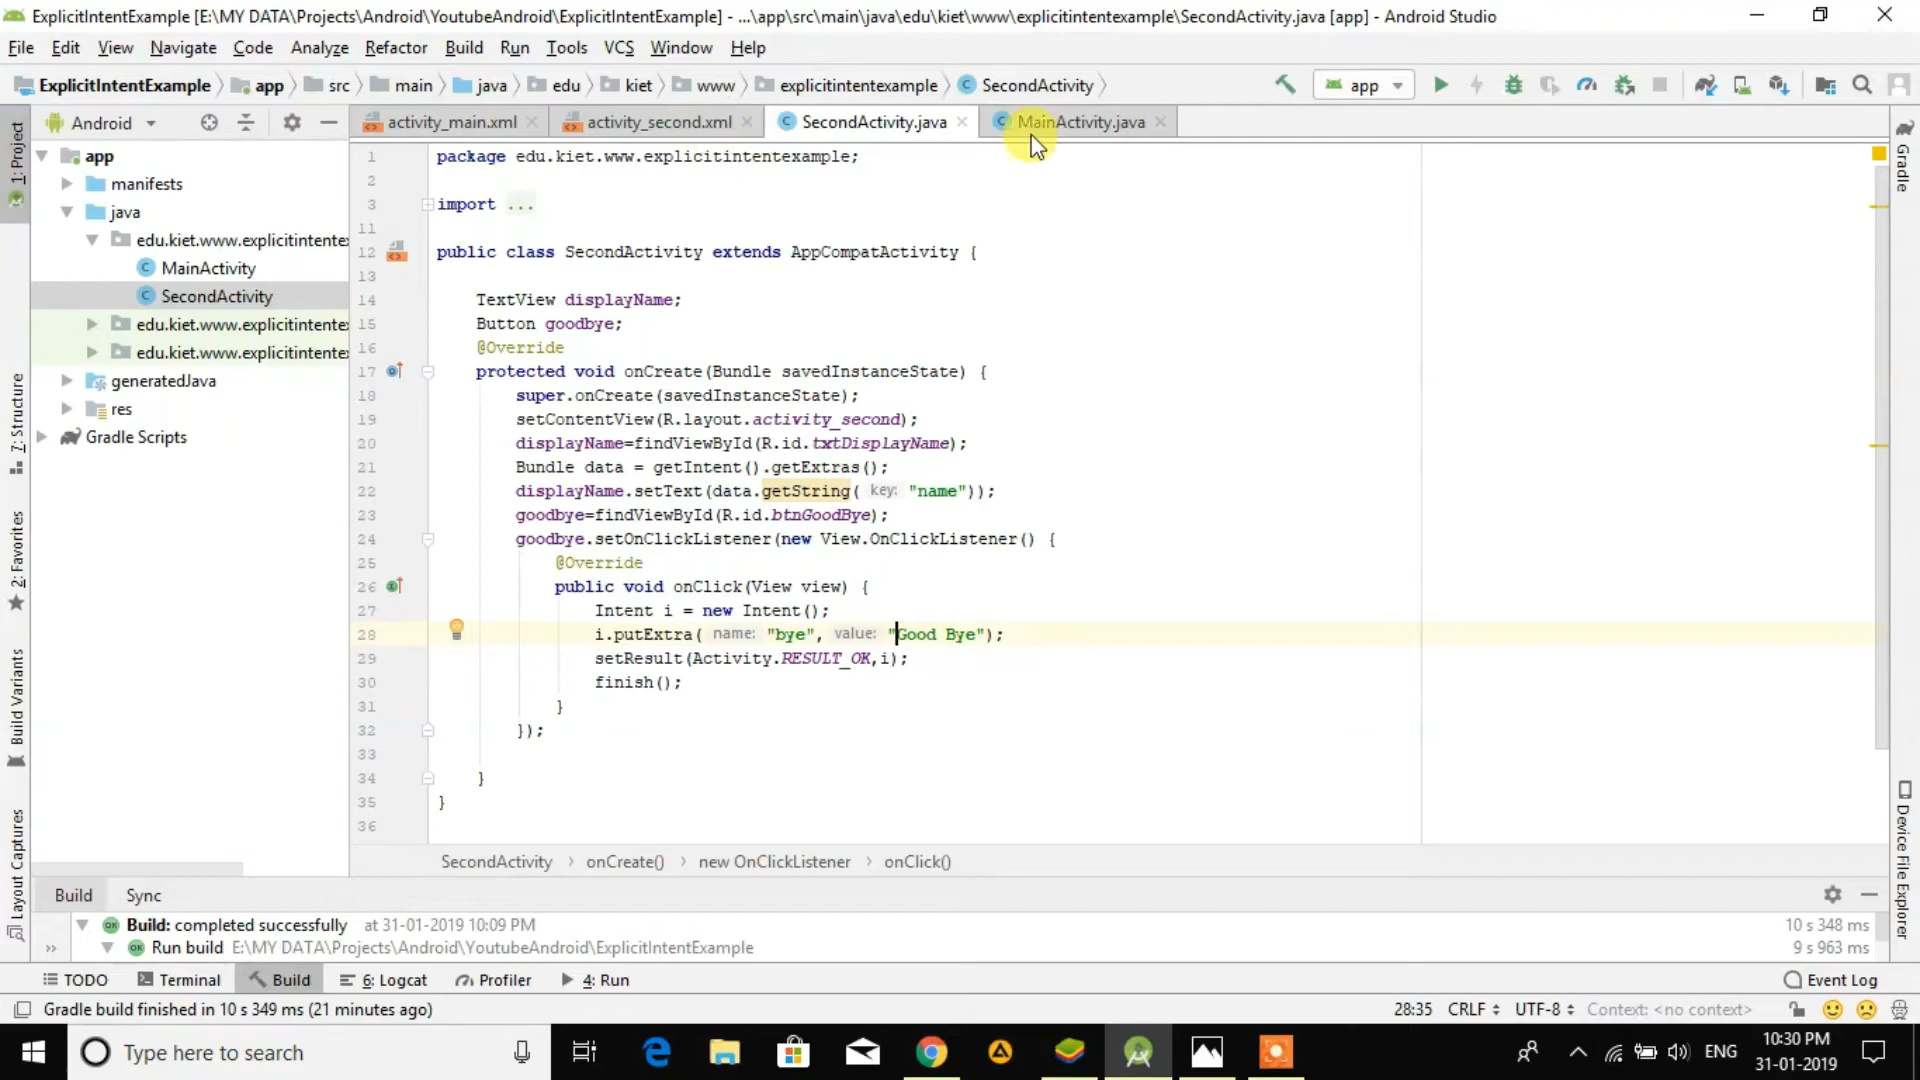 ExplicitIntentExample [E:\MY DATA\Projects\Android\YoutubeAndroid\ExplicitIntentExample] - ...\app\src\main\java\edu\kiet\www\explicitintentexample\SecondActivity.java [app] - Android Studio
File Edit View Navigate Code Analyze Refactor Build Run Tools VCS Window Help
ExplicitIntentExample app src main java edu kiet www explicitintentexample SecondActivity app
Android activity_main.xml activity_second.xml SecondActivity.java MainActivity.java
1: Project
7: Structure
2: Favorites
Build Variants
Layout Captures
app
manifests
java
edu.kiet.www.explicitintente
MainActivity
SecondActivity
edu.kiet.www.explicitintente
edu.kiet.www.explicitintente
generatedJava
res
Gradle Scripts
1 package edu.kiet.www.explicitintentexample;
2
3 import ...
11
12 public class SecondActivity extends AppCompatActivity {
13
14 TextView displayName;
15 Button goodbye;
16 @Override
17 protected void onCreate(Bundle savedInstanceState) {
18 super.onCreate(savedInstanceState);
19 setContentView(R.layout.activity_second);
20 displayName=findViewById(R.id.txtDisplayName);
21 Bundle data = getIntent().getExtras();
22 displayName.setText(data.getString( key: "name"));
23 goodbye=findViewById(R.id.btnGoodBye);
24 goodbye.setOnClickListener(new View.OnClickListener() {
25 @Override
26 public void onClick(View view) {
27 Intent i = new Intent();
28 i.putExtra( name: "bye", value: "Good Bye");
29 setResult(Activity.RESULT_OK,i);
30 finish();
31 }
32 });
33
34 }
35 }
36
SecondActivity › onCreate() › new OnClickListener › onClick()
Gradle
Device File Explorer
Build Sync
Build: completed successfully at 31-01-2019 10:09 PM 10 s 348 ms
Run build E:\MY DATA\Projects\Android\YoutubeAndroid\ExplicitIntentExample 9 s 963 ms
TODO Terminal Build 6: Logcat Profiler 4: Run Event Log
Gradle build finished in 10 s 349 ms (21 minutes ago) 28:35 CRLF UTF-8 Context: <no context>
Type here to search ENG 10:30 PM
31-01-2019